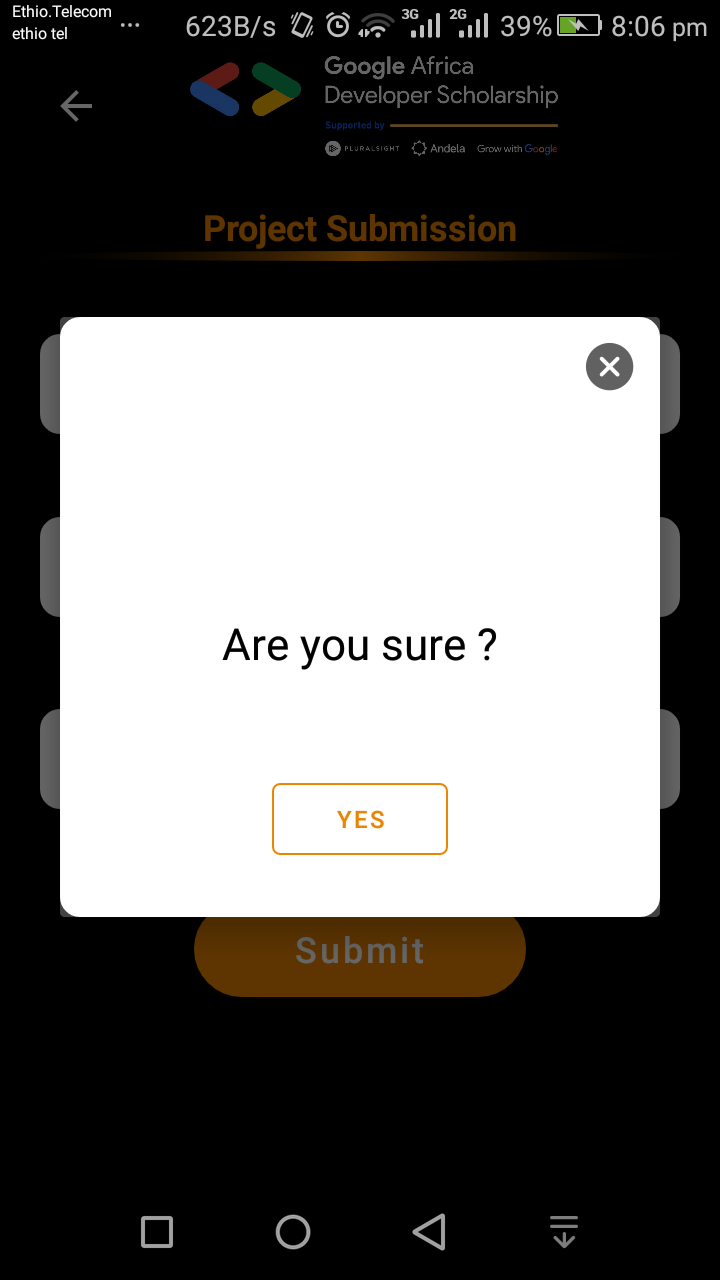 Ethio.Telecom ...
ethio tel
623B/s 3G 2G 39% 8:06 pm
Google Africa
Developer Scholarship
Supported by
PLURALSIGHT Andela Grow with Google
Project Submission
Are you sure ?
YES
Submit